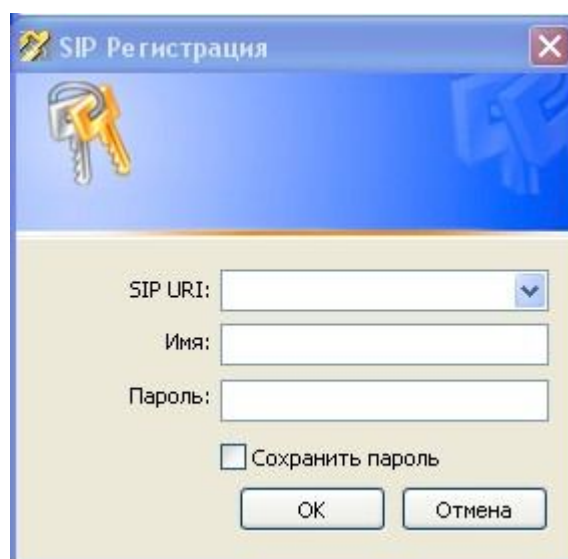 SIP Регистрация
SIP URI:
Имя:
Пароль:
Сохранить пароль
OK Отмена